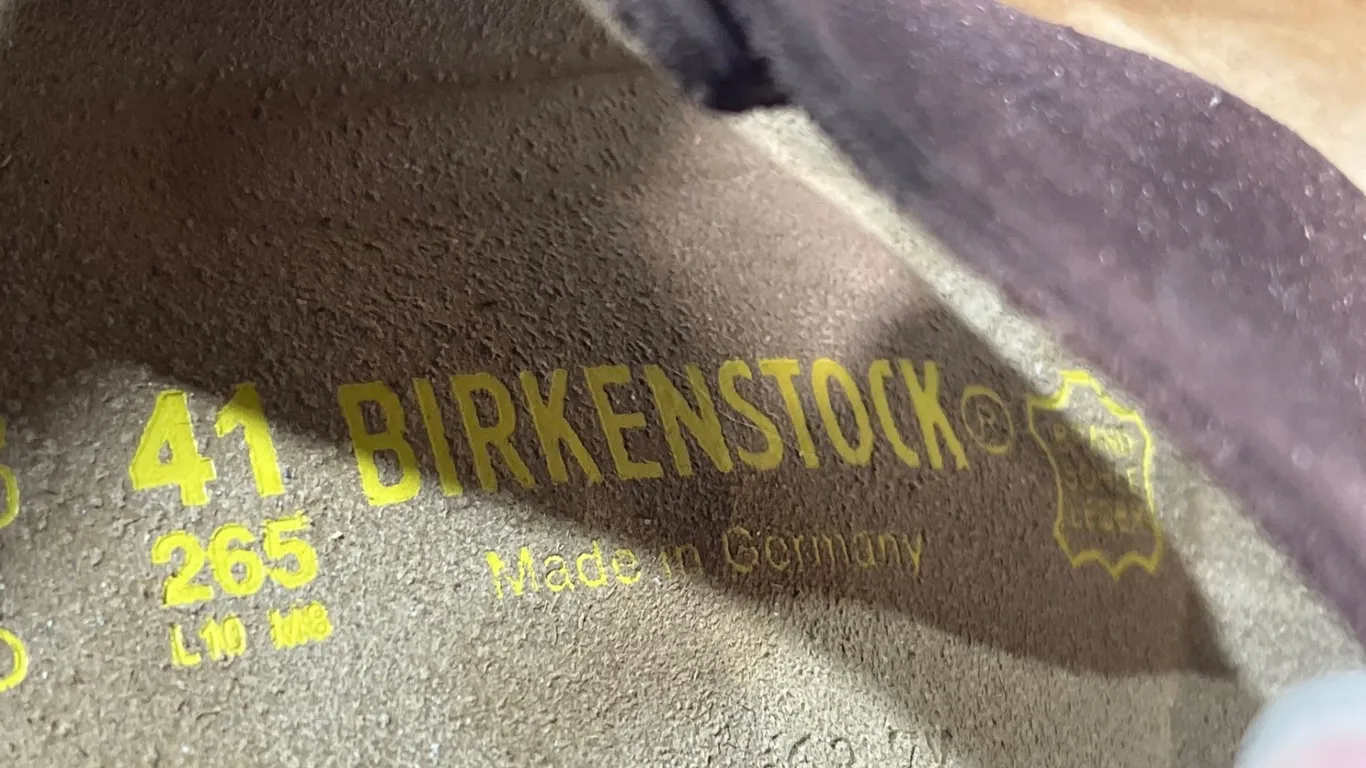 41
BIRKENSTOCK®
265
Made in Germany
L10 M8